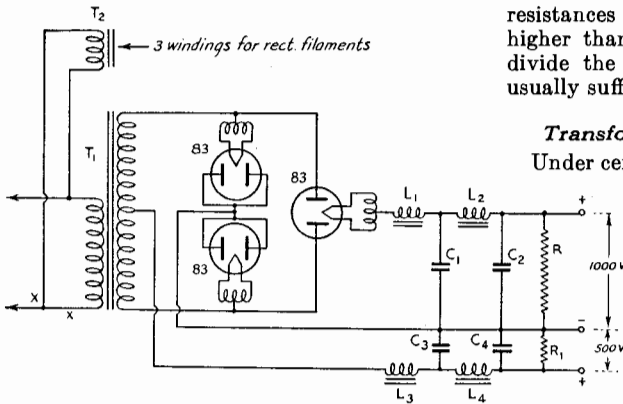 resistances
higher than
divide the
usually suff
Transfo
Under cer
T2
3 windings for rect. filaments
T1
83
83
83
L1
L2
+
C1
C2
R
1000 V
X
X
C3
C4
R1
500 V
−
+
L3
L4